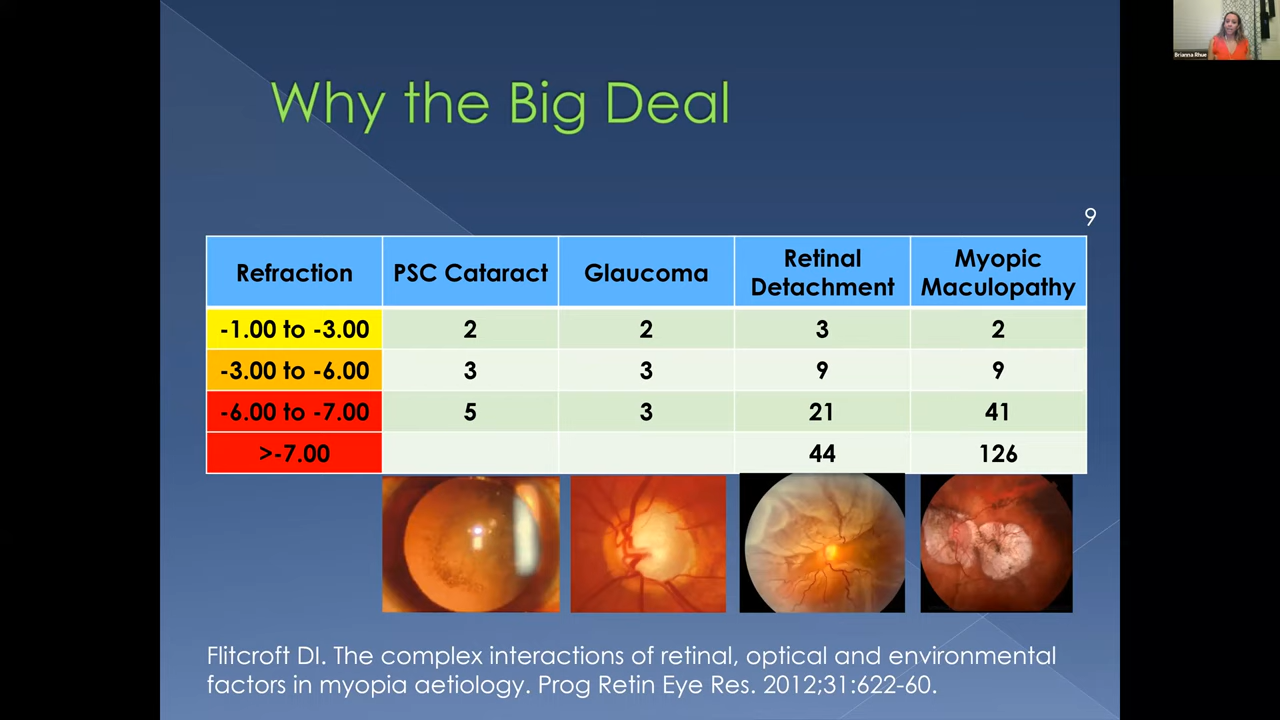 Brianna Rhue
Why the Big Deal
9
Refraction PSC Cataract Glaucoma Retinal Detachment Myopic Maculopathy
-1.00 to -3.00 2 2 3 2
-3.00 to -6.00 3 3 9 9
-6.00 to -7.00 5 3 21 41
>-7.00 44 126
Flitcroft DI. The complex interactions of retinal, optical and environmental
factors in myopia aetiology. Prog Retin Eye Res. 2012;31:622-60.